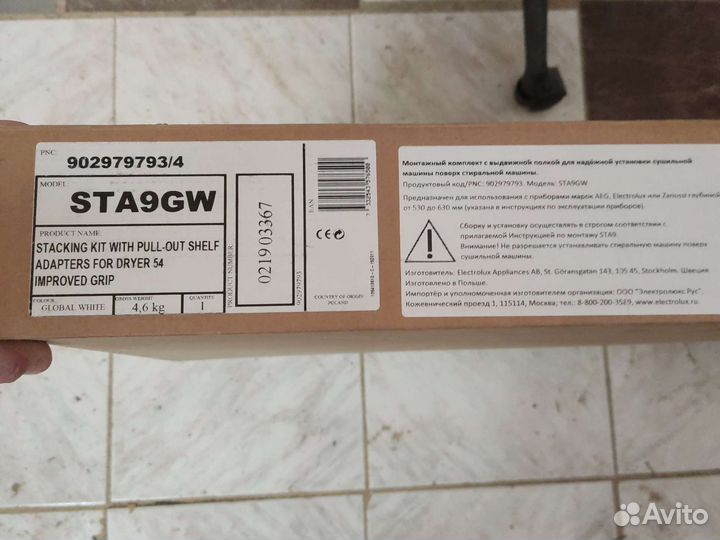 PNC:
902979793/4
MODEL:
STA9GW
PRODUCT NAME:
STACKING KIT WITH PULL-OUT SHELF
ADAPTERS FOR DRYER 54
IMPROVED GRIP
COLOUR
GLOBAL WHITE
GROSS WEIGHT
4,6 kg
QUANTITY
1
PRODUCT NUMBER
021903367
902979793
EAN
CE
COUNTRY OF ORIGIN
POLAND
Монтажный комплект с выдвижной полкой для надёжной установки сушильной
машины поверх стиральной машины.
Продуктовый код/PNC: 902979793. Модель: STA9GW
Предназначен для использования с приборами марок AEG, Electrolux или Zanussi глубиной
от 530 до 630 мм (указана в инструкциях по эксплуатации приборов).
Сборку и установку осуществлять в строгом соответствии с
прилагаемой Инструкцией по монтажу STA9.
Внимание! Не разрешается устанавливать стиральную машину поверх
сушильной машины.
Изготовитель: Electrolux Appliances AB, St. Göransgatan 143, 105 45, Stockholm, Швеция.
Изготовлено в Польше.
Импортёр и уполномоченная изготовителем организация: ООО "Электролюкс Рус".
Кожевнический проезд 1, 115114, Москва; тел.: 8-800-200-3589, www.electrolux.ru
Avito